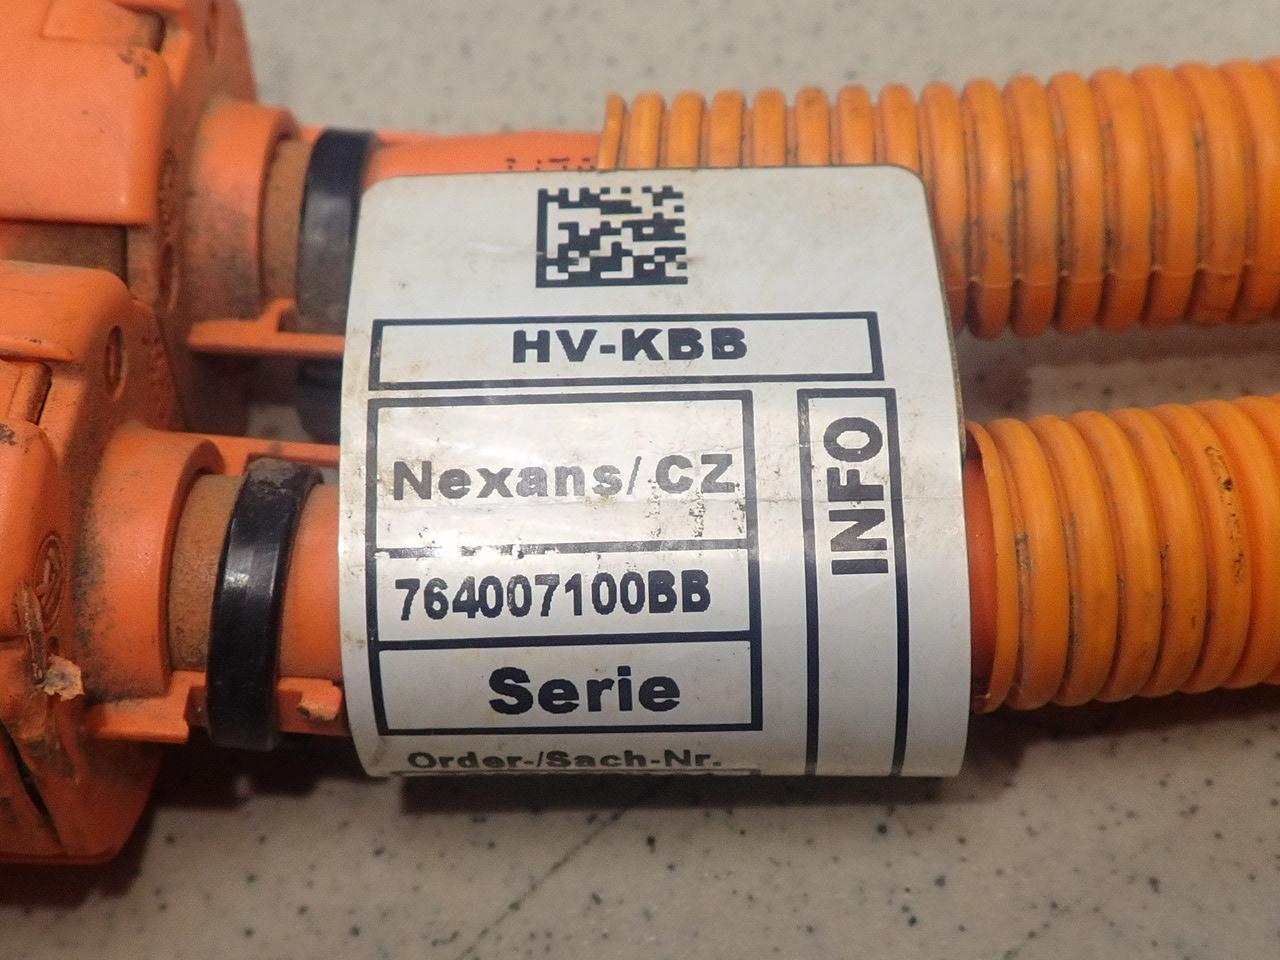 HV-KBB
Nexans/CZ
764007100BB
Serie
Order-/Sach-Nr.
INFO